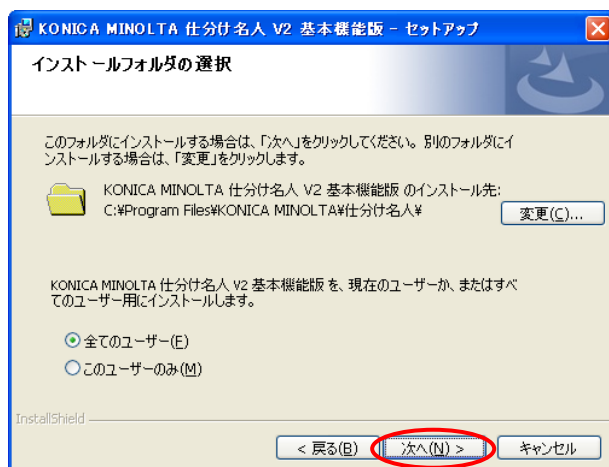 KONICA MINOLTA 仕分け名人 V2 基本機能版 - セットアップ
インストールフォルダの選択
このフォルダにインストールする場合は、「次へ」をクリックしてください。別のフォルダにイ
ンストールする場合は、「変更」をクリックします。
KONICA MINOLTA 仕分け名人 V2 基本機能版 のインストール先:
C:¥Program Files¥KONICA MINOLTA¥仕分け名人¥
変更(C)...
KONICA MINOLTA 仕分け名人 V2 基本機能版 を、現在のユーザーか、またはすべ
てのユーザー用にインストールします。
全てのユーザー(E)
このユーザーのみ(M)
InstallShield
< 戻る(B)
次へ(N) >
キャンセル